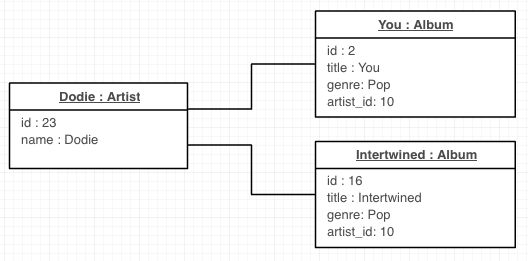 Dodie : Artist
id : 23
name : Dodie
You : Album
id : 2
title : You
genre: Pop
artist_id: 10
Intertwined : Album
id : 16
title : Intertwined
genre: Pop
artist_id: 10